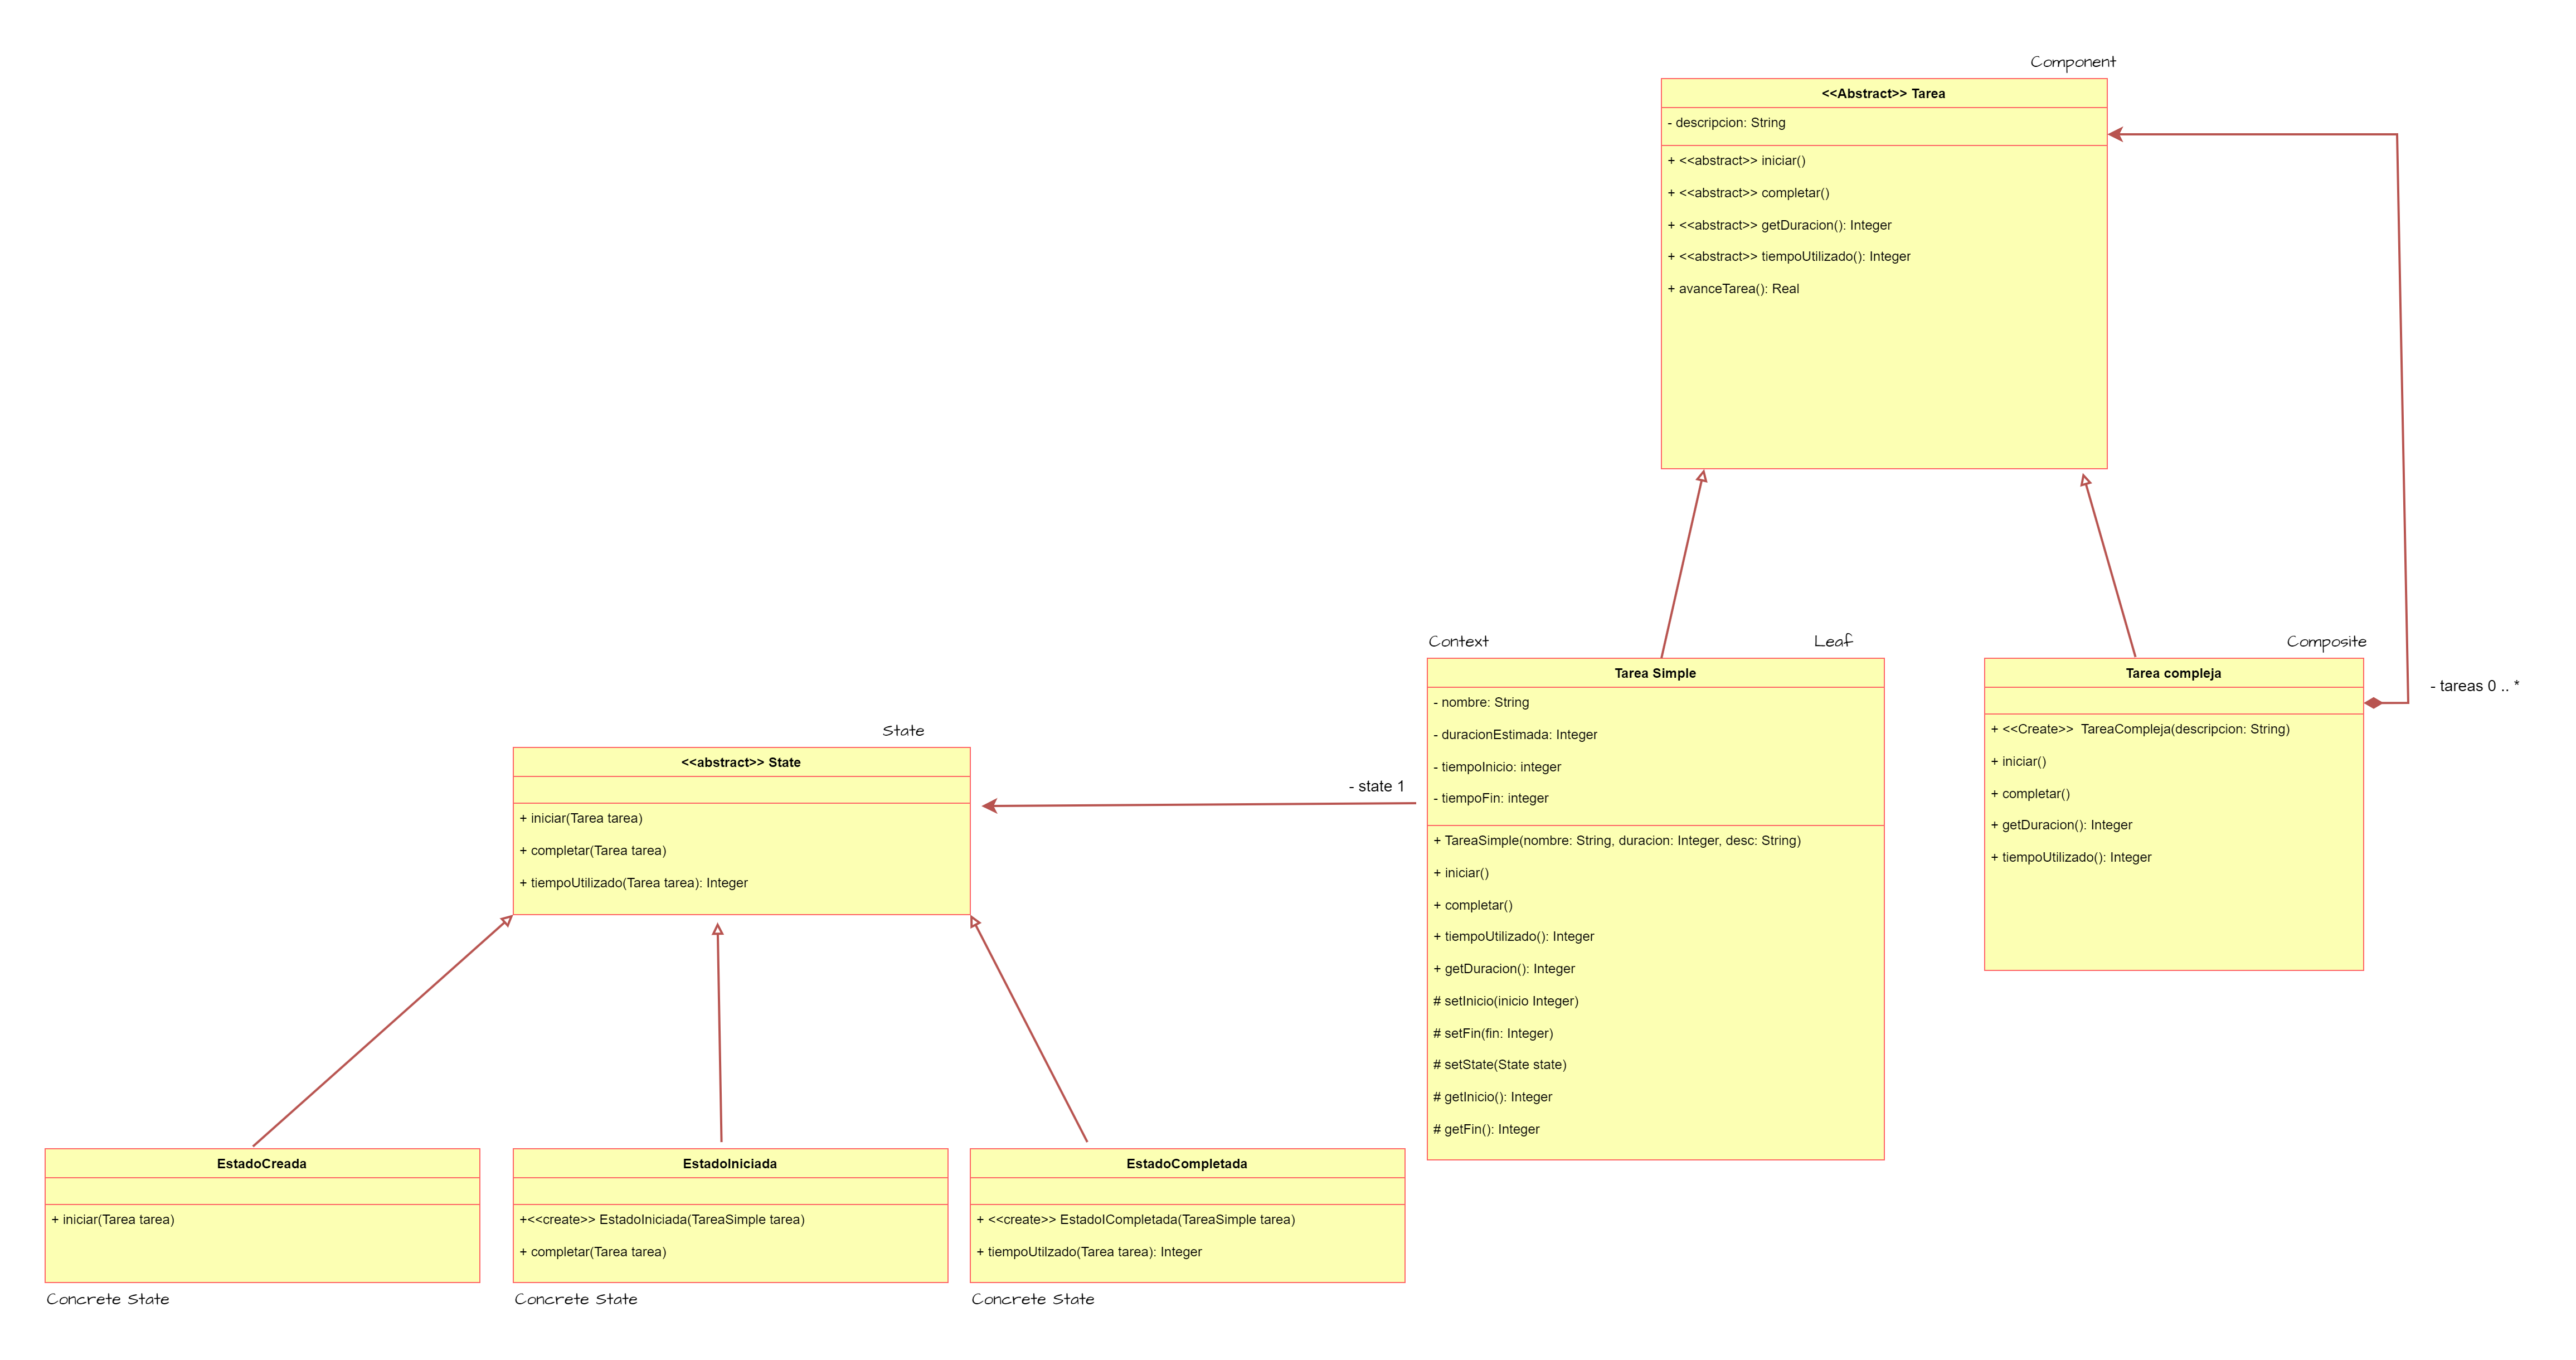 Component
<<Abstract>> Tarea
- descripcion: String
+ <<abstract>> iniciar()
+ <<abstract>> completar()
+ <<abstract>> getDuracion(): Integer
+ <<abstract>> tiempoUtilizado(): Integer
+ avanceTarea(): Real
Context
Leaf
Tarea Simple
- nombre: String
- duracionEstimada: Integer
- tiempoInicio: integer
- tiempoFin: integer
+ TareaSimple(nombre: String, duracion: Integer, desc: String)
+ iniciar()
+ completar()
+ tiempoUtilizado(): Integer
+ getDuracion(): Integer
# setInicio(inicio Integer)
# setFin(fin: Integer)
# setState(State state)
# getInicio(): Integer
# getFin(): Integer
Composite
Tarea compleja
+ <<Create>>  TareaCompleja(descripcion: String)
+ iniciar()
+ completar()
+ getDuracion(): Integer
+ tiempoUtilizado(): Integer
- tareas 0 .. *
- state 1
State
<<abstract>> State
+ iniciar(Tarea tarea)
+ completar(Tarea tarea)
+ tiempoUtilizado(Tarea tarea): Integer
EstadoCreada
+ iniciar(Tarea tarea)
Concrete State
EstadoIniciada
+<<create>> EstadoIniciada(TareaSimple tarea)
+ completar(Tarea tarea)
Concrete State
EstadoCompletada
+ <<create>> EstadoICompletada(TareaSimple tarea)
+ tiempoUtilzado(Tarea tarea): Integer
Concrete State